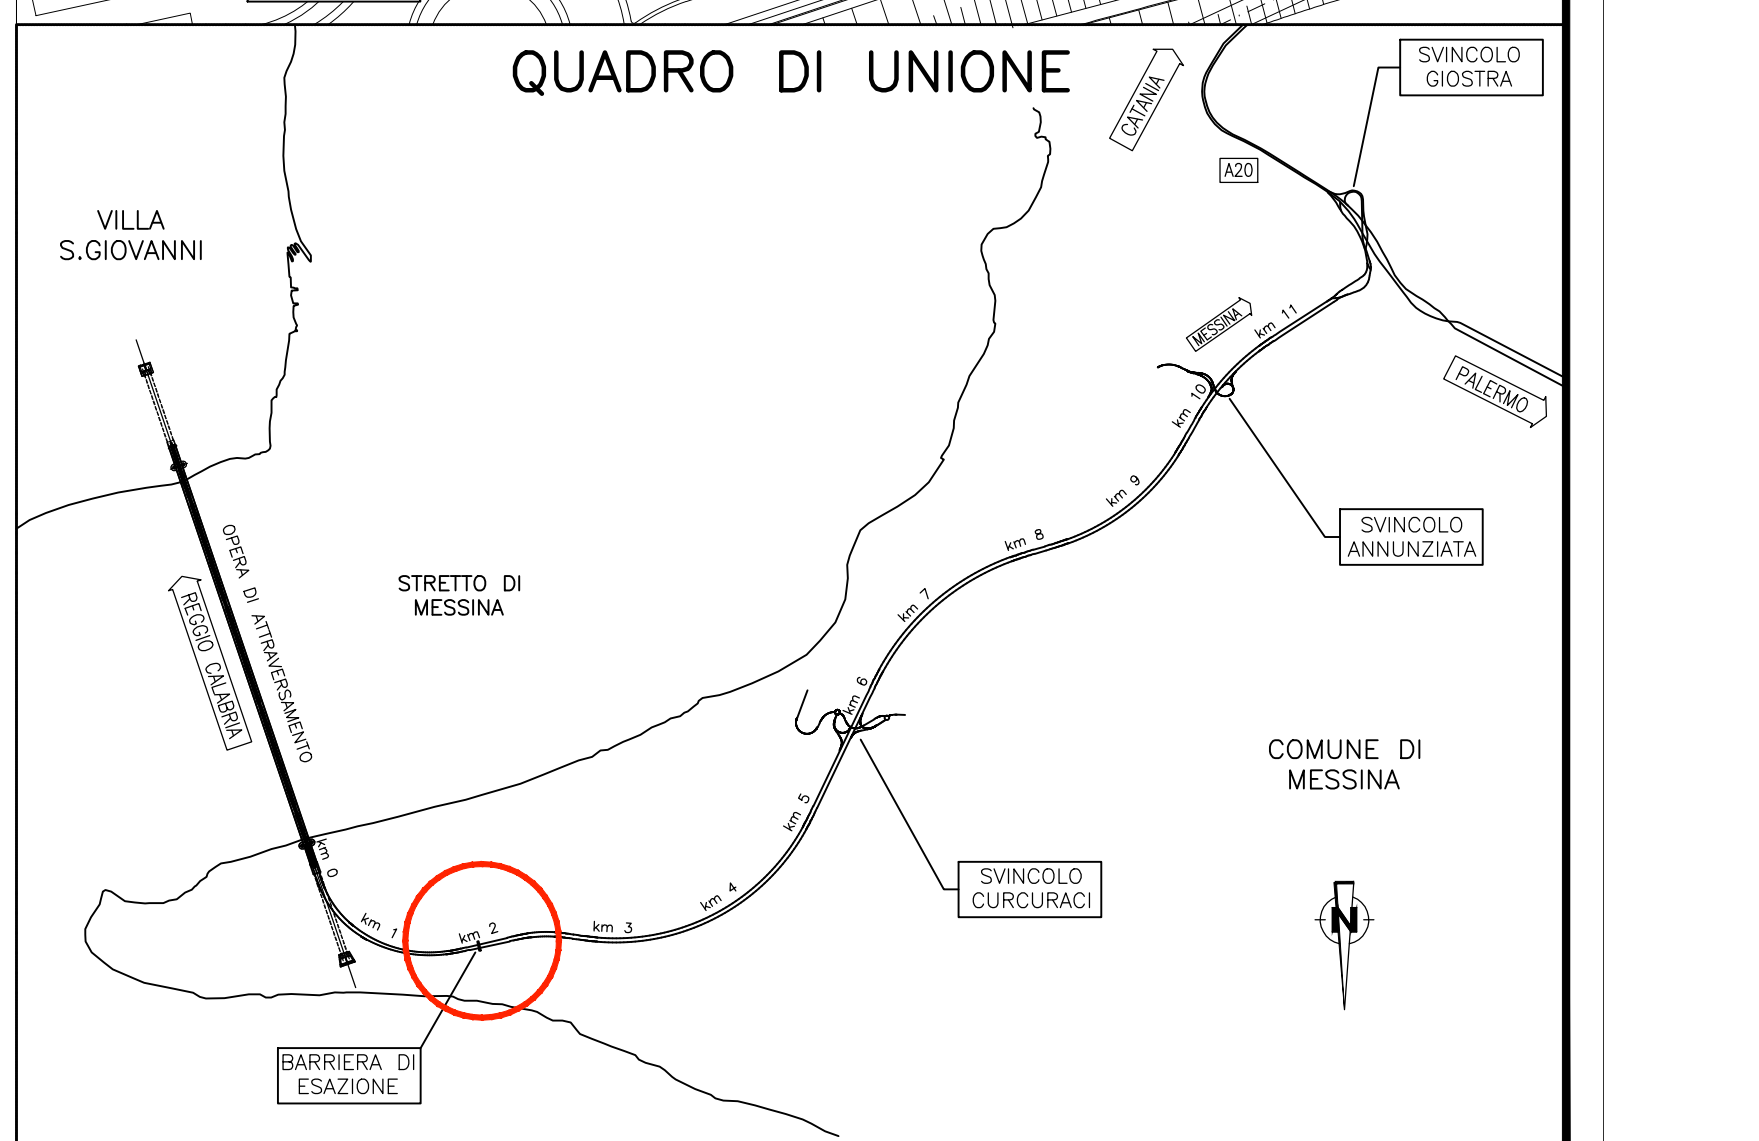 QUADRO DI UNIONE
SVINCOLO
GIOSTRA
CATANIA
A20
VILLA
S.GIOVANNI
MESSINA
km 11
PALERMO
km 10
km 9
SVINCOLO
ANNUNZIATA
km 8
OPERA DI ATTRAVERSAMENTO
REGGIO CALABRIA
STRETTO DI
MESSINA
km 7
km 6
COMUNE DI
MESSINA
km 5
km 0
SVINCOLO
CURCURACI
km 4
km 3
km 2
km 1
N
BARRIERA DI
ESAZIONE